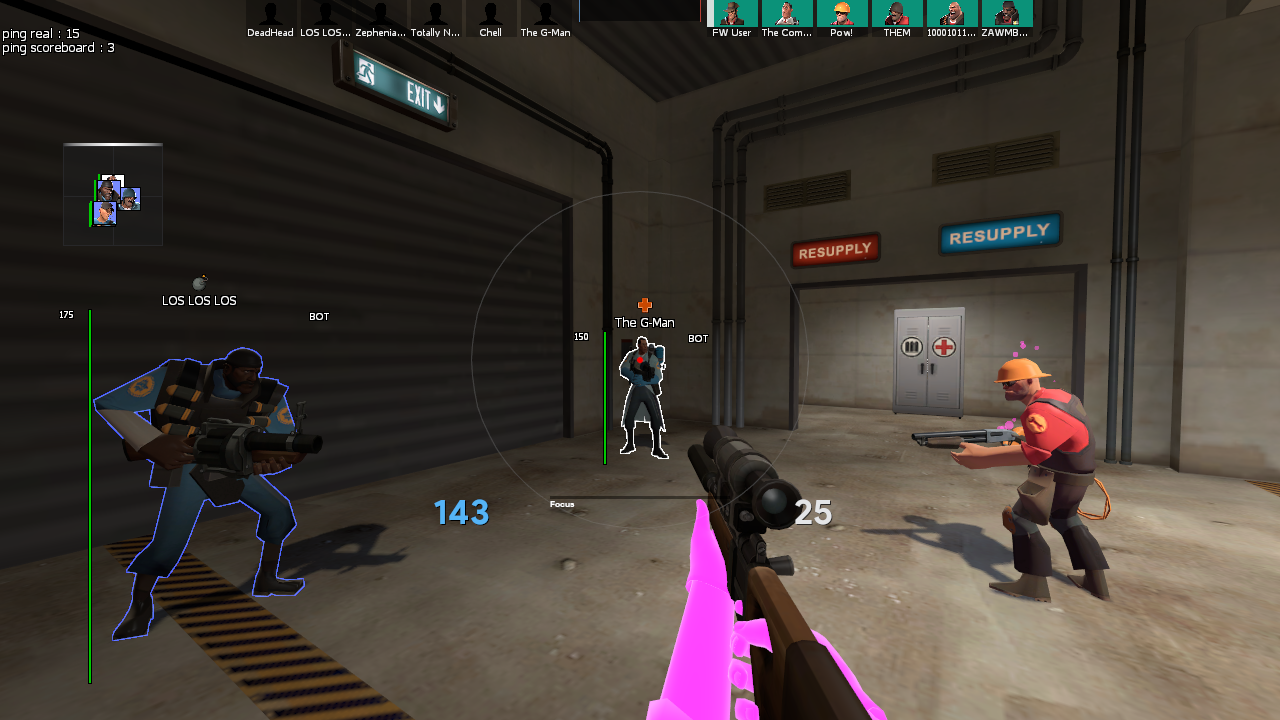 ping real : 15
ping scoreboard : 3
DeadHead LOS LOS... Zephenia... Totally N... Chell The G-Man FW User The Com... Pow! THEM 10001011... ZAWMB...
EXIT
RESUPPLY
RESUPPLY
LOS LOS LOS
175
BOT
The G-Man
150
BOT
143
Focus
25